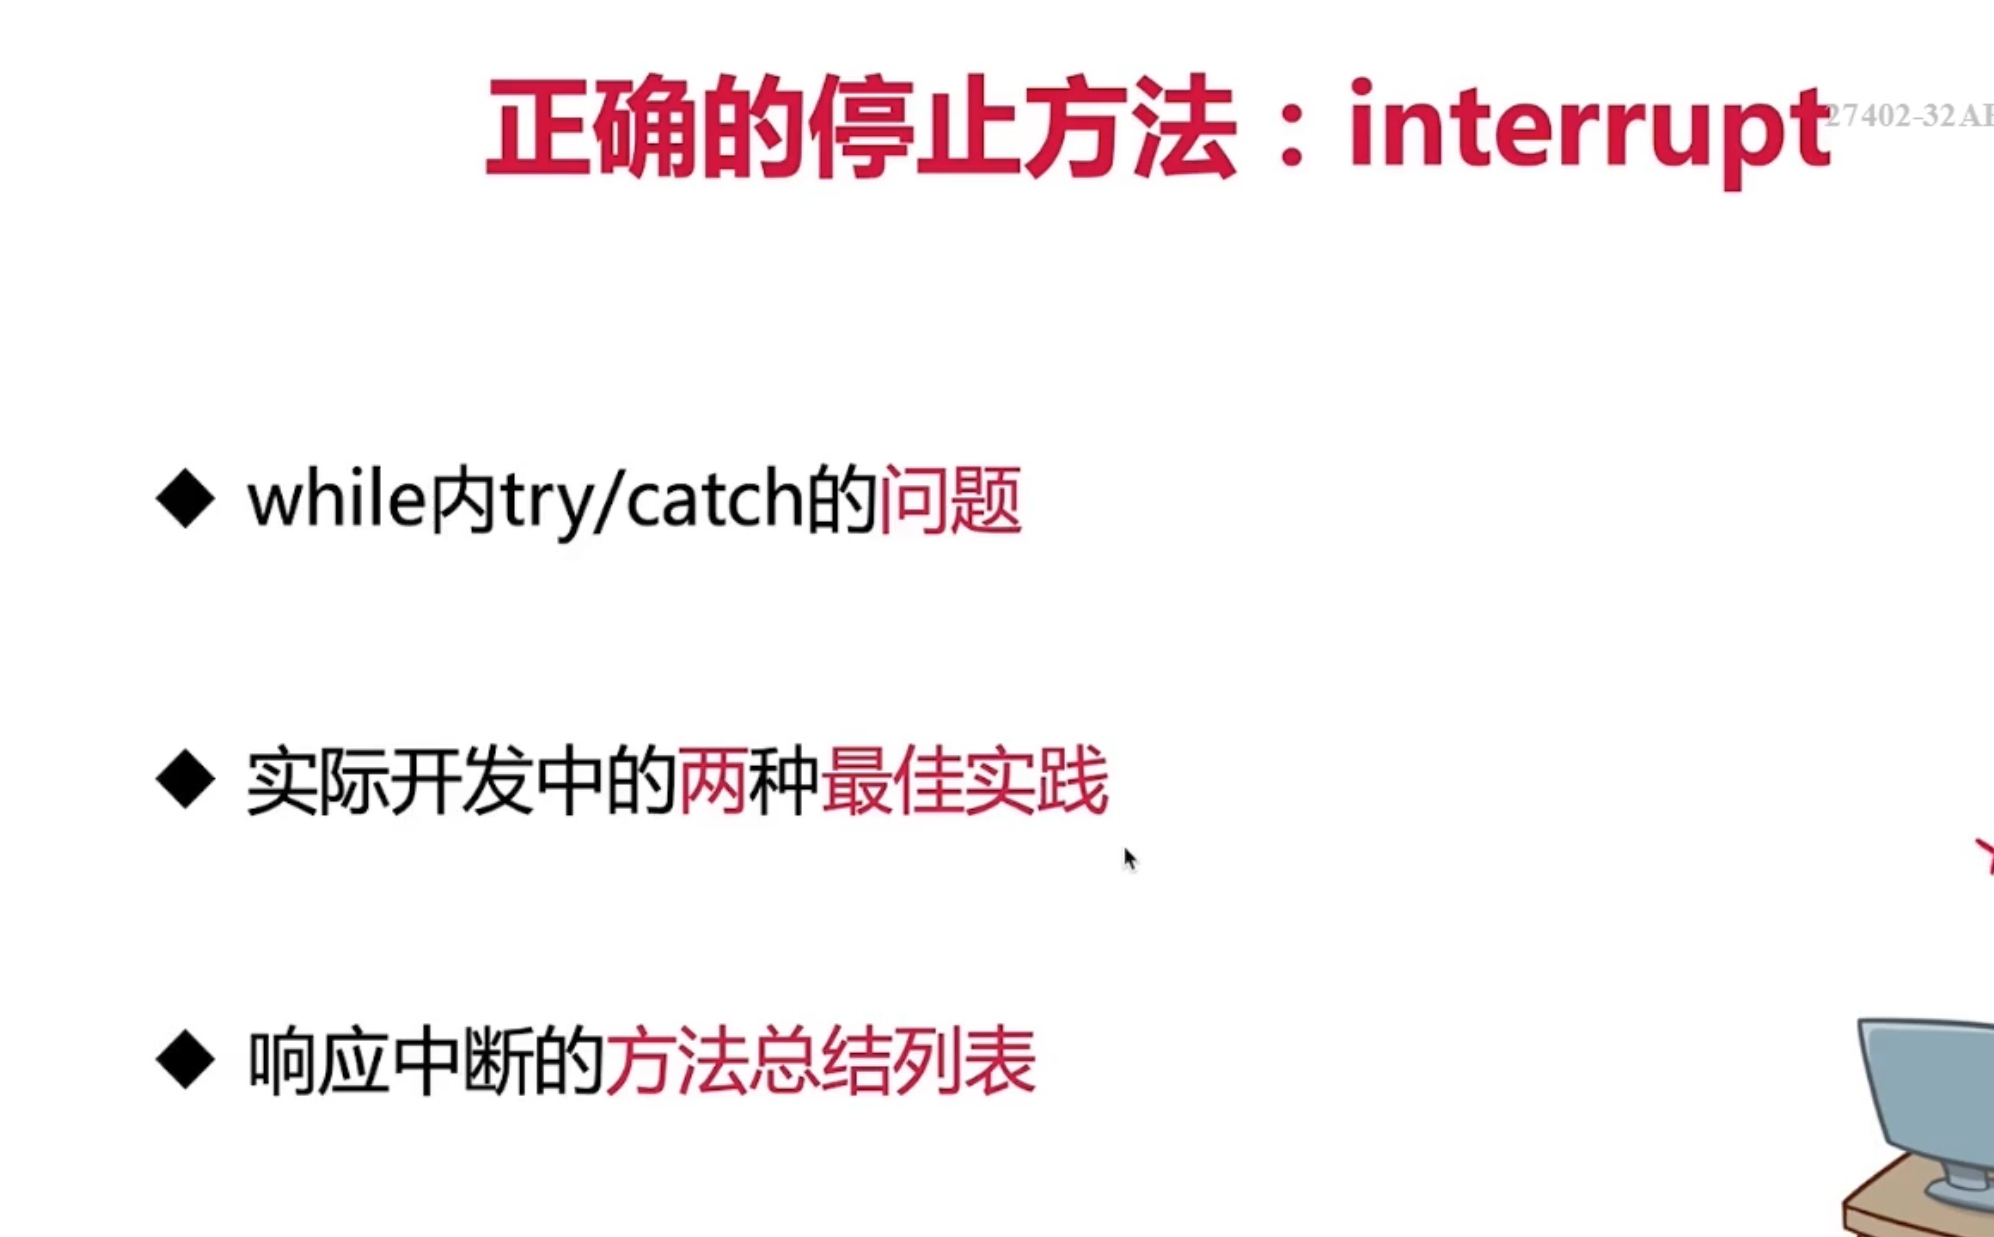 正确的停止方法：interrupt
27402-32
while内try/catch的问题
实际开发中的两种最佳实践
响应中断的方法总结列表